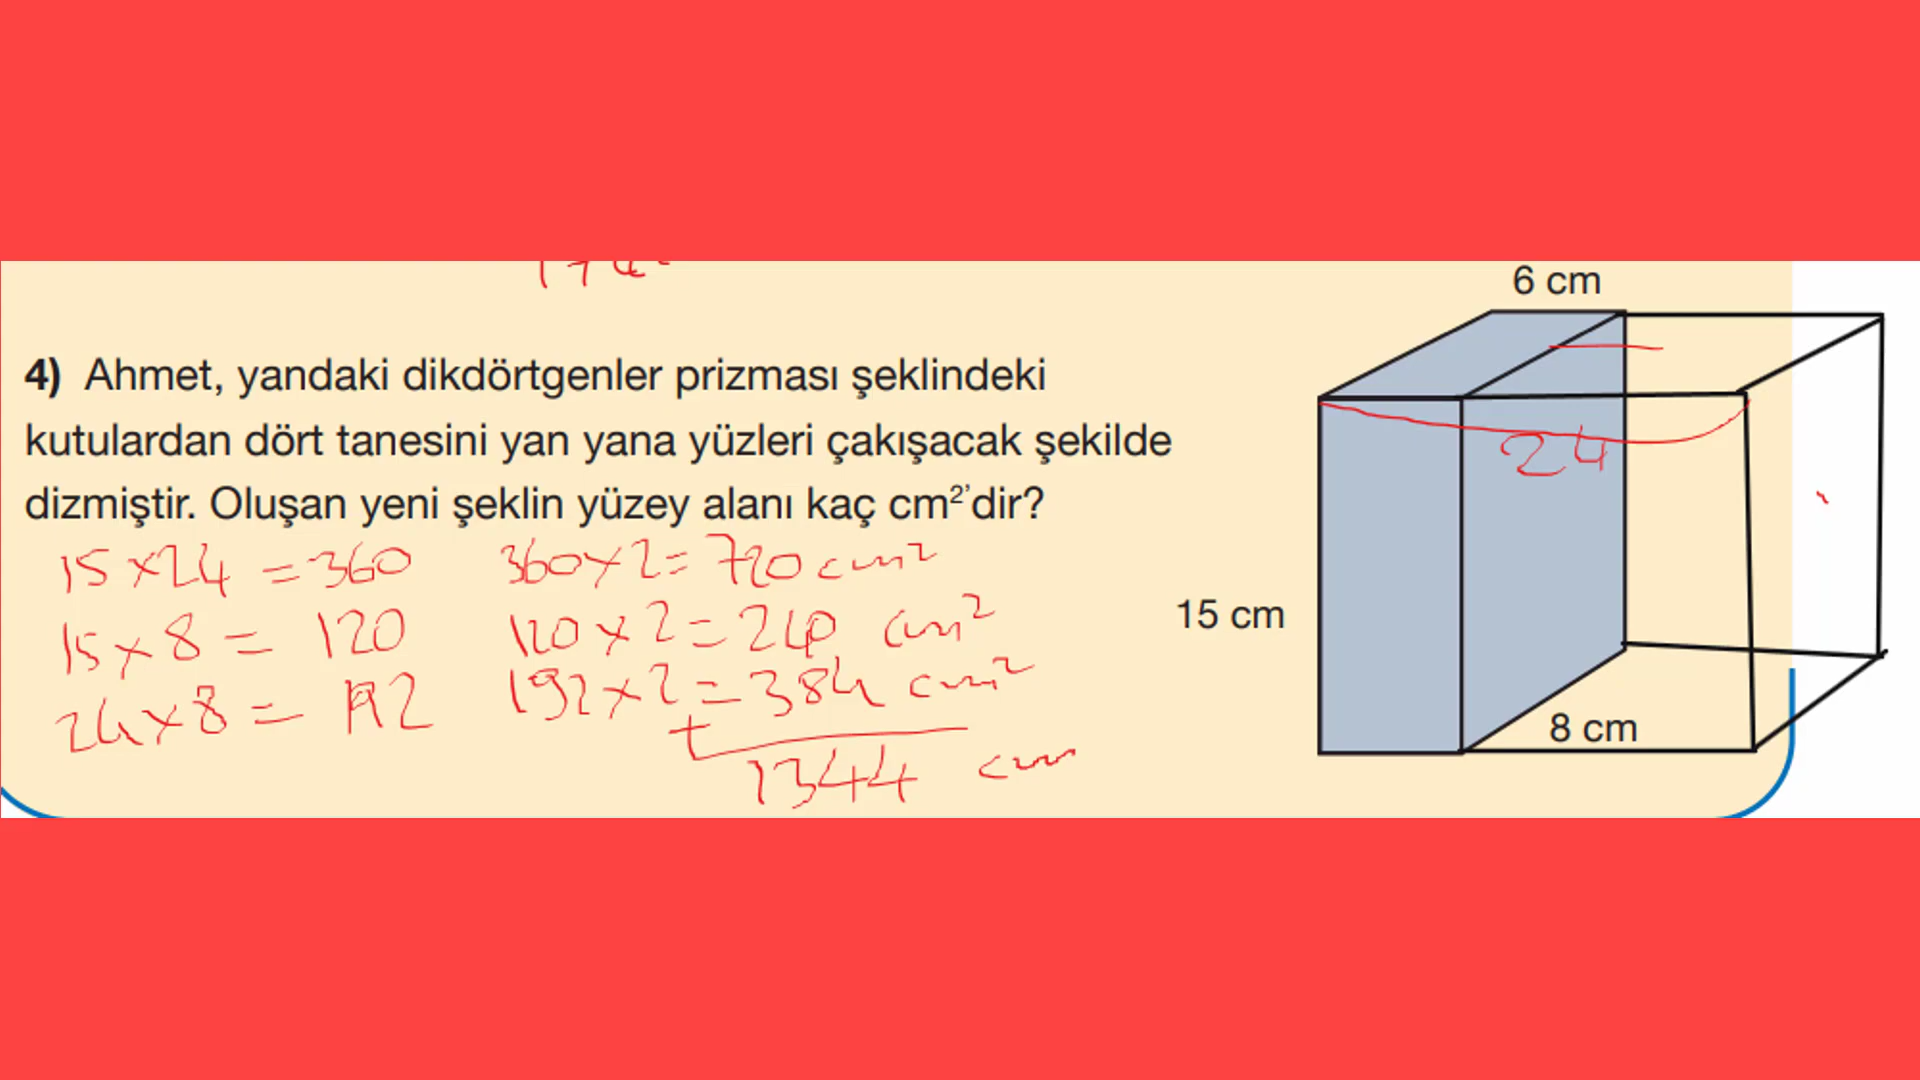 6 cm
4) Ahmet, yandaki dikdörtgenler prizması şeklindeki
kutulardan dört tanesini yan yana yüzleri çakışacak şekilde
dizmiştir. Oluşan yeni şeklin yüzey alanı kaç cm²'dir?
24
15x24 = 360 360x2= 720 cm²
15x8 = 120 120x2=240 cm²
24x8= 192 192x2=384 cm²
+
1344 cm
15 cm
8 cm